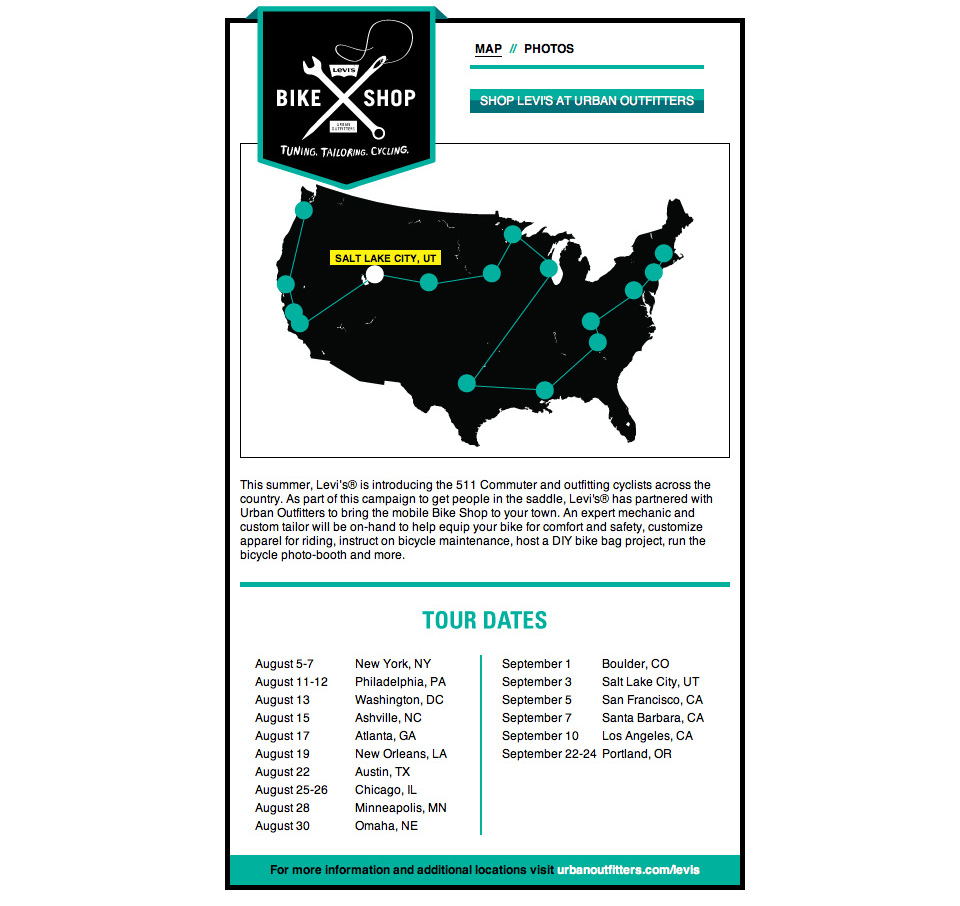 Levi's
BIKE SHOP
URBAN OUTFITTERS
TUNING. TAILORING. CYCLING.
MAP // PHOTOS
SHOP LEVI'S AT URBAN OUTFITTERS
SALT LAKE CITY, UT
This summer, Levi's® is introducing the 511 Commuter and outfitting cyclists across the
country. As part of this campaign to get people in the saddle, Levi's® has partnered with
Urban Outfitters to bring the mobile Bike Shop to your town. An expert mechanic and
custom tailor will be on-hand to help equip your bike for comfort and safety, customize
apparel for riding, instruct on bicycle maintenance, host a DIY bike bag project, run the
bicycle photo-booth and more.
TOUR DATES
August 5-7 New York, NY
August 11-12 Philadelphia, PA
August 13 Washington, DC
August 15 Ashville, NC
August 17 Atlanta, GA
August 19 New Orleans, LA
August 22 Austin, TX
August 25-26 Chicago, IL
August 28 Minneapolis, MN
August 30 Omaha, NE
September 1 Boulder, CO
September 3 Salt Lake City, UT
September 5 San Francisco, CA
September 7 Santa Barbara, CA
September 10 Los Angeles, CA
September 22-24 Portland, OR
For more information and additional locations visit urbanoutfitters.com/levis